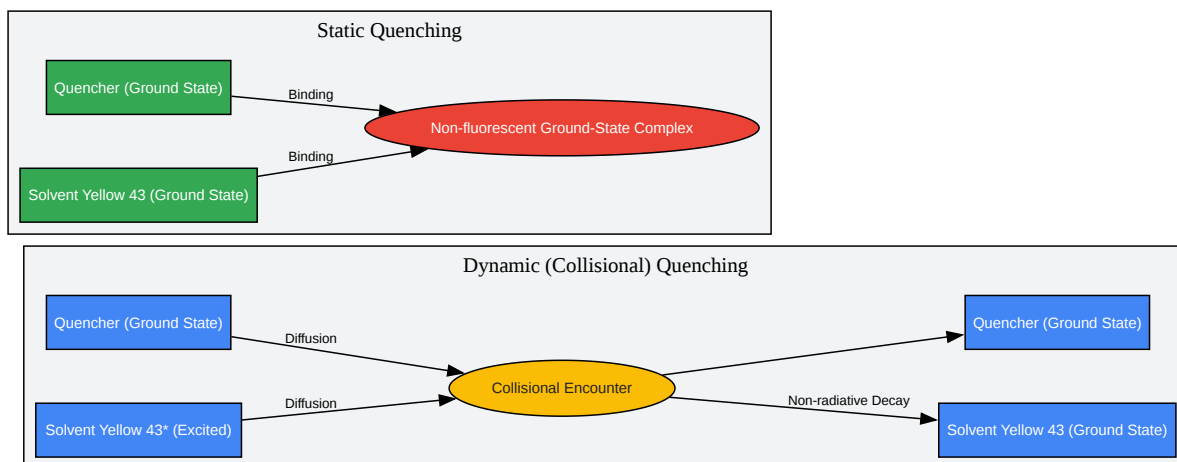 Static Quenching
Quencher (Ground State)
Binding
Non-fluorescent Ground-State Complex
Binding
Solvent Yellow 43 (Ground State)
Dynamic (Collisional) Quenching
Quencher (Ground State)
Diffusion
Quencher (Ground State)
Collisional Encounter
Diffusion
Non-radiative Decay
Solvent Yellow 43* (Excited)
Solvent Yellow 43 (Ground State)